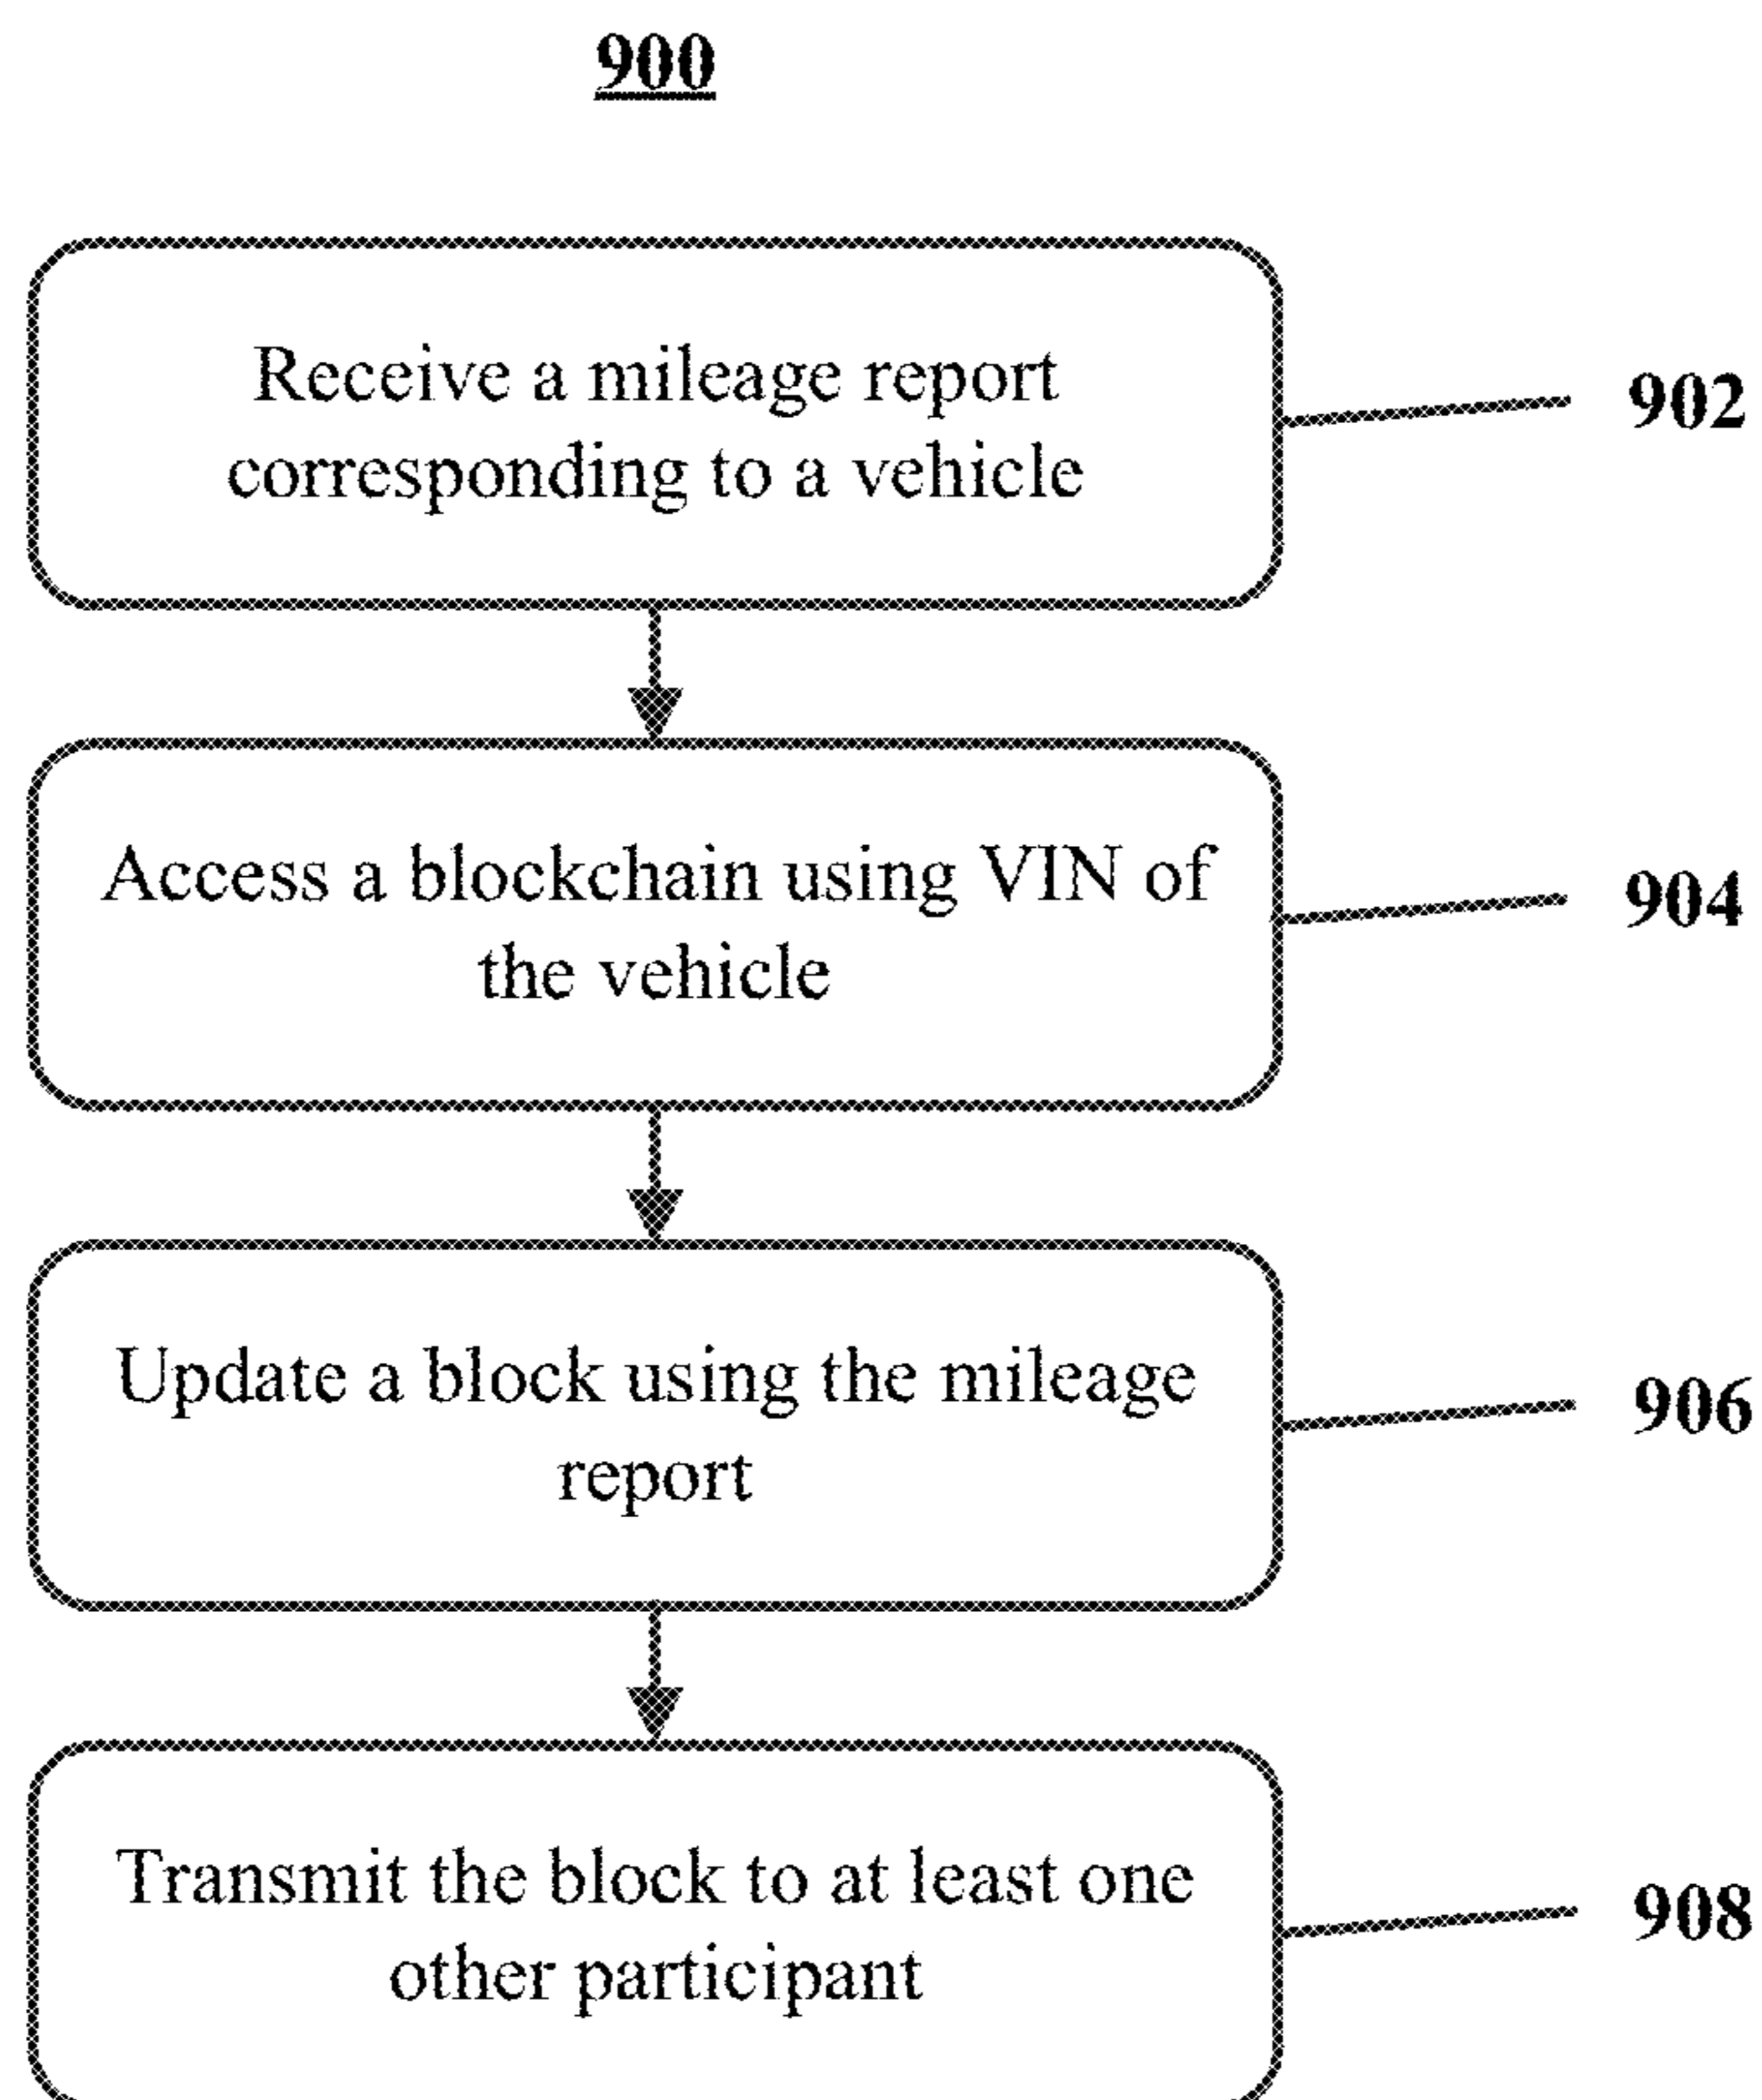 900
Receive a mileage report
corresponding to a vehicle
902
Access a blockchain using VIN of
the vehicle
904
Update a block using the mileage
report
906
Transmit the block to at least one
other participant
908